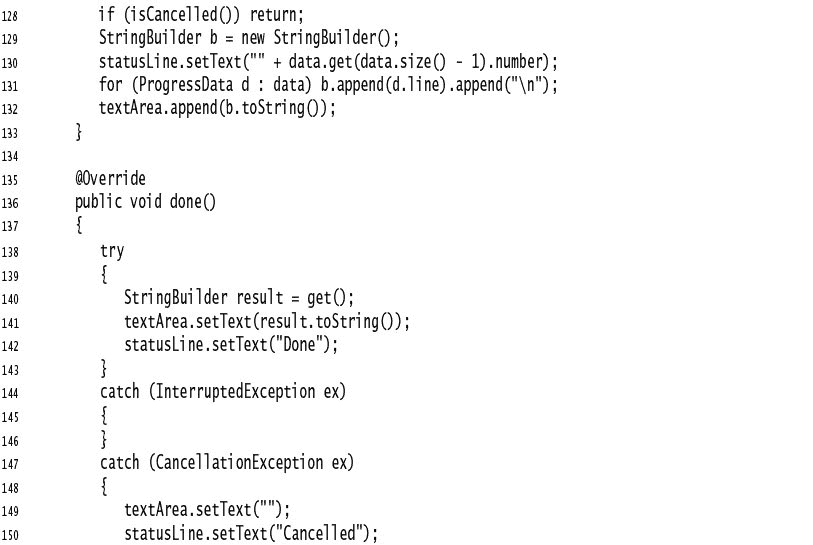 128 if (isCancelled()) return;
129 StringBuilder b = new StringBuilder();
130 statusLine.setText("" + data.get(data.size() - 1).number);
131 for (ProgressData d : data) b.append(d.line).append("\n");
132 textArea.append(b.toString());
133 }
134
135 @Override
136 public void done()
137 {
138 try
139 {
140 StringBuilder result = get();
141 textArea.setText(result.toString());
142 statusLine.setText("Done");
143 }
144 catch (InterruptedException ex)
145 {
146 }
147 catch (CancellationException ex)
148 {
149 textArea.setText("");
150 statusLine.setText("Cancelled");